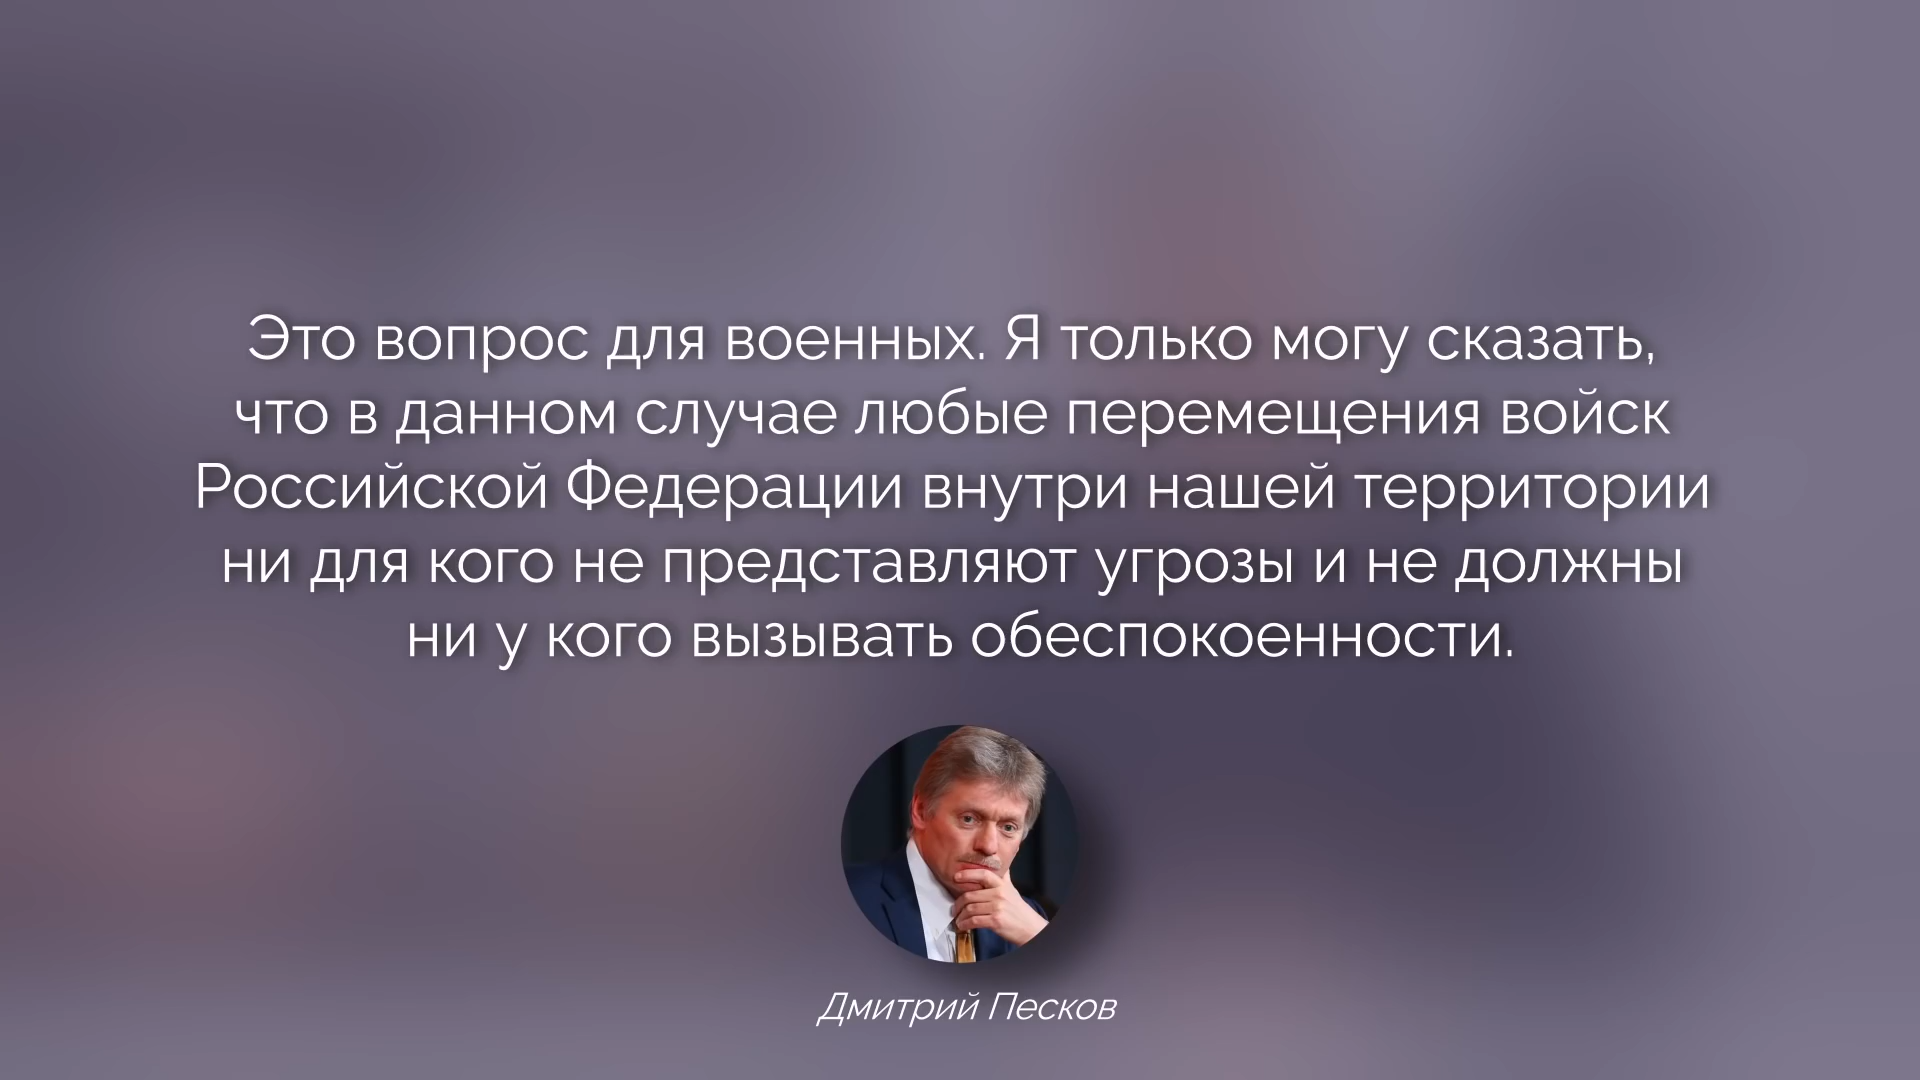 Это вопрос для военных. Я только могу сказать,
что в данном случае любые перемещения войск
Российской Федерации внутри нашей территории
ни для кого не представляют угрозы и не должны
ни у кого вызывать обеспокоенности.
Дмитрий Песков